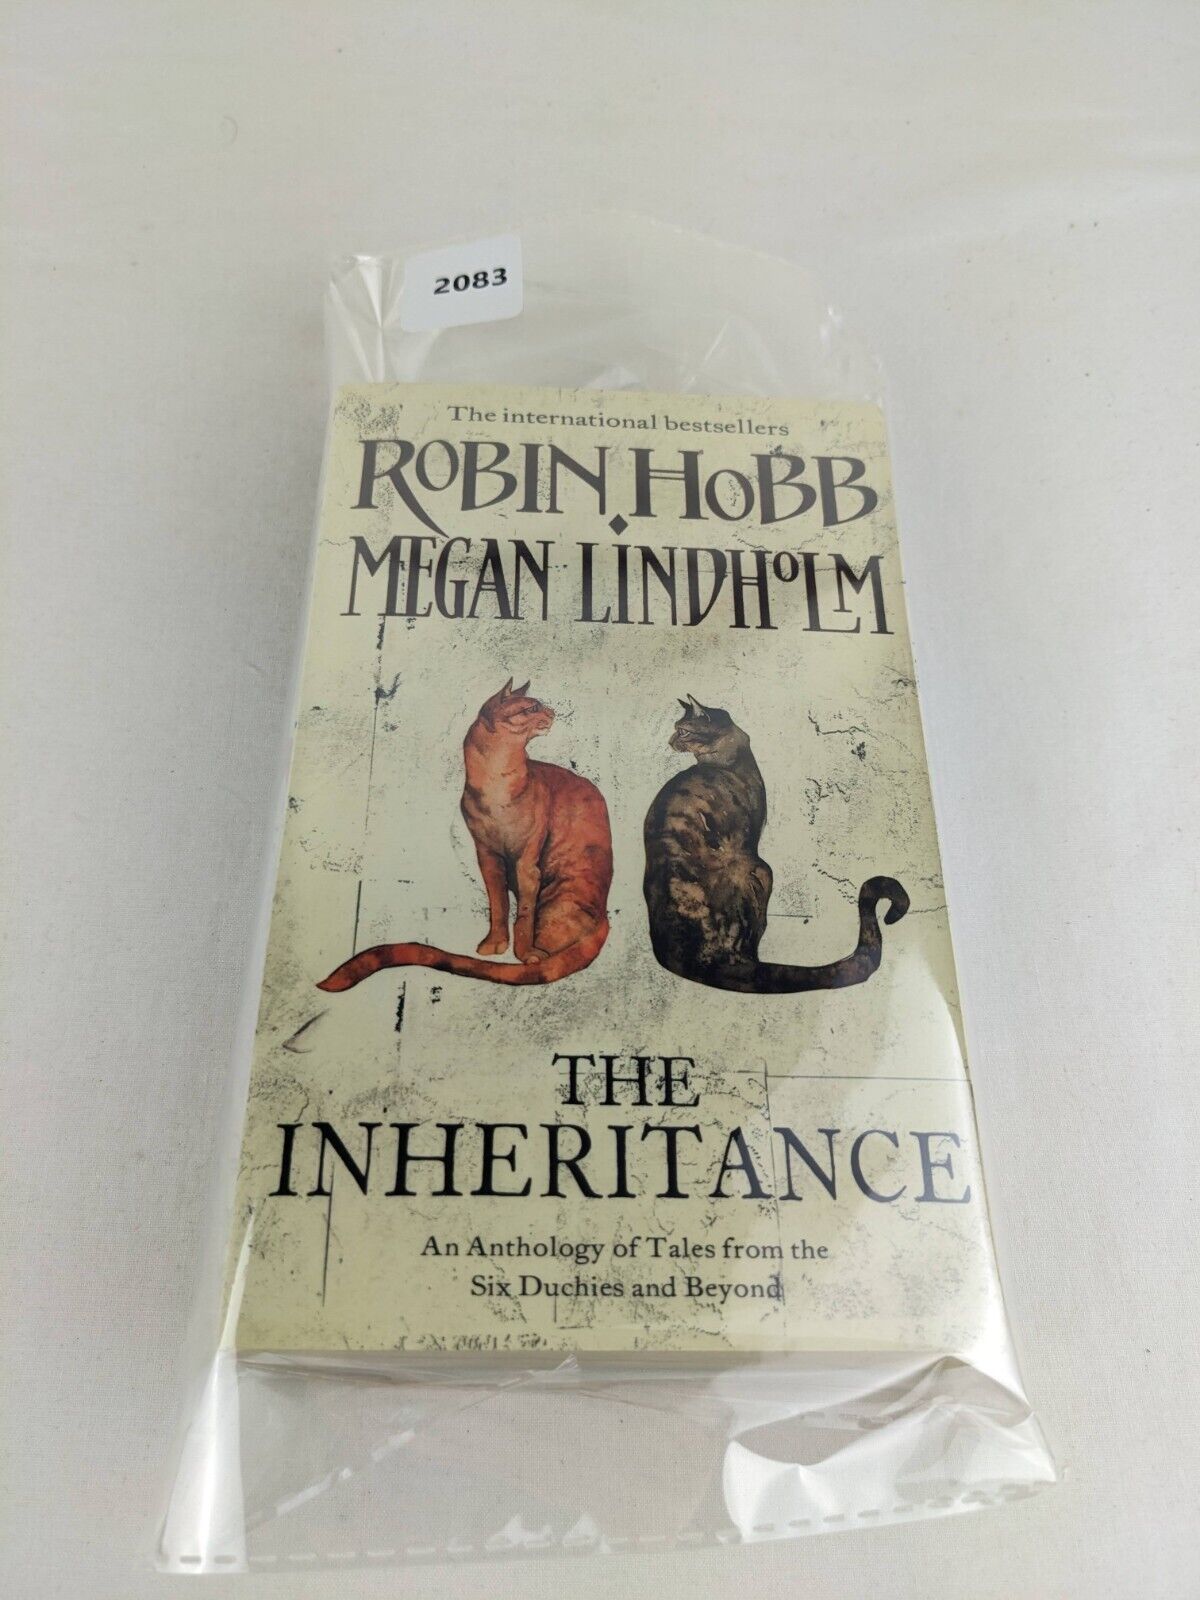 2083
The international bestsellers
ROBIN HOBB
MEGAN LINDHOLM
THE
INHERITANCE
An Anthology of Tales from the
Six Duchies and Beyond